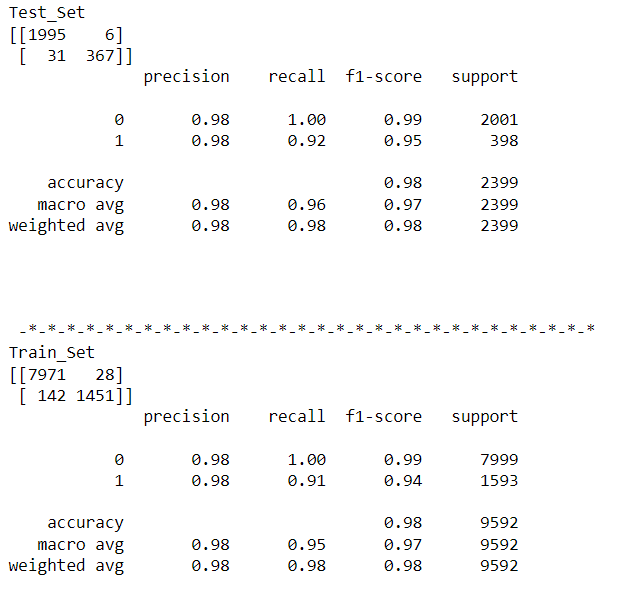 Test_Set
[[1995    6]
 [  31  367]]
              precision    recall  f1-score   support

           0       0.98      1.00      0.99      2001
           1       0.98      0.92      0.95       398

    accuracy                           0.98      2399
   macro avg       0.98      0.96      0.97      2399
weighted avg       0.98      0.98      0.98      2399

 -*-*-*-*-*-*-*-*-*-*-*-*-*-*-*-*-*-*-*-*-*-*-*-*-*-*-*-*-*-*
Train_Set
[[7971   28]
 [ 142 1451]]
              precision    recall  f1-score   support

           0       0.98      1.00      0.99      7999
           1       0.98      0.91      0.94      1593

    accuracy                           0.98      9592
   macro avg       0.98      0.95      0.97      9592
weighted avg       0.98      0.98      0.98      9592